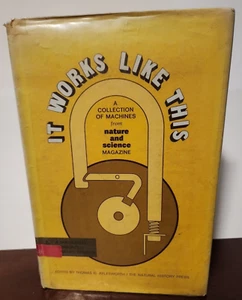 IT WORKS LIKE THIS
A
COLLECTION
OF MACHINES
from
nature and
science
MAGAZINE